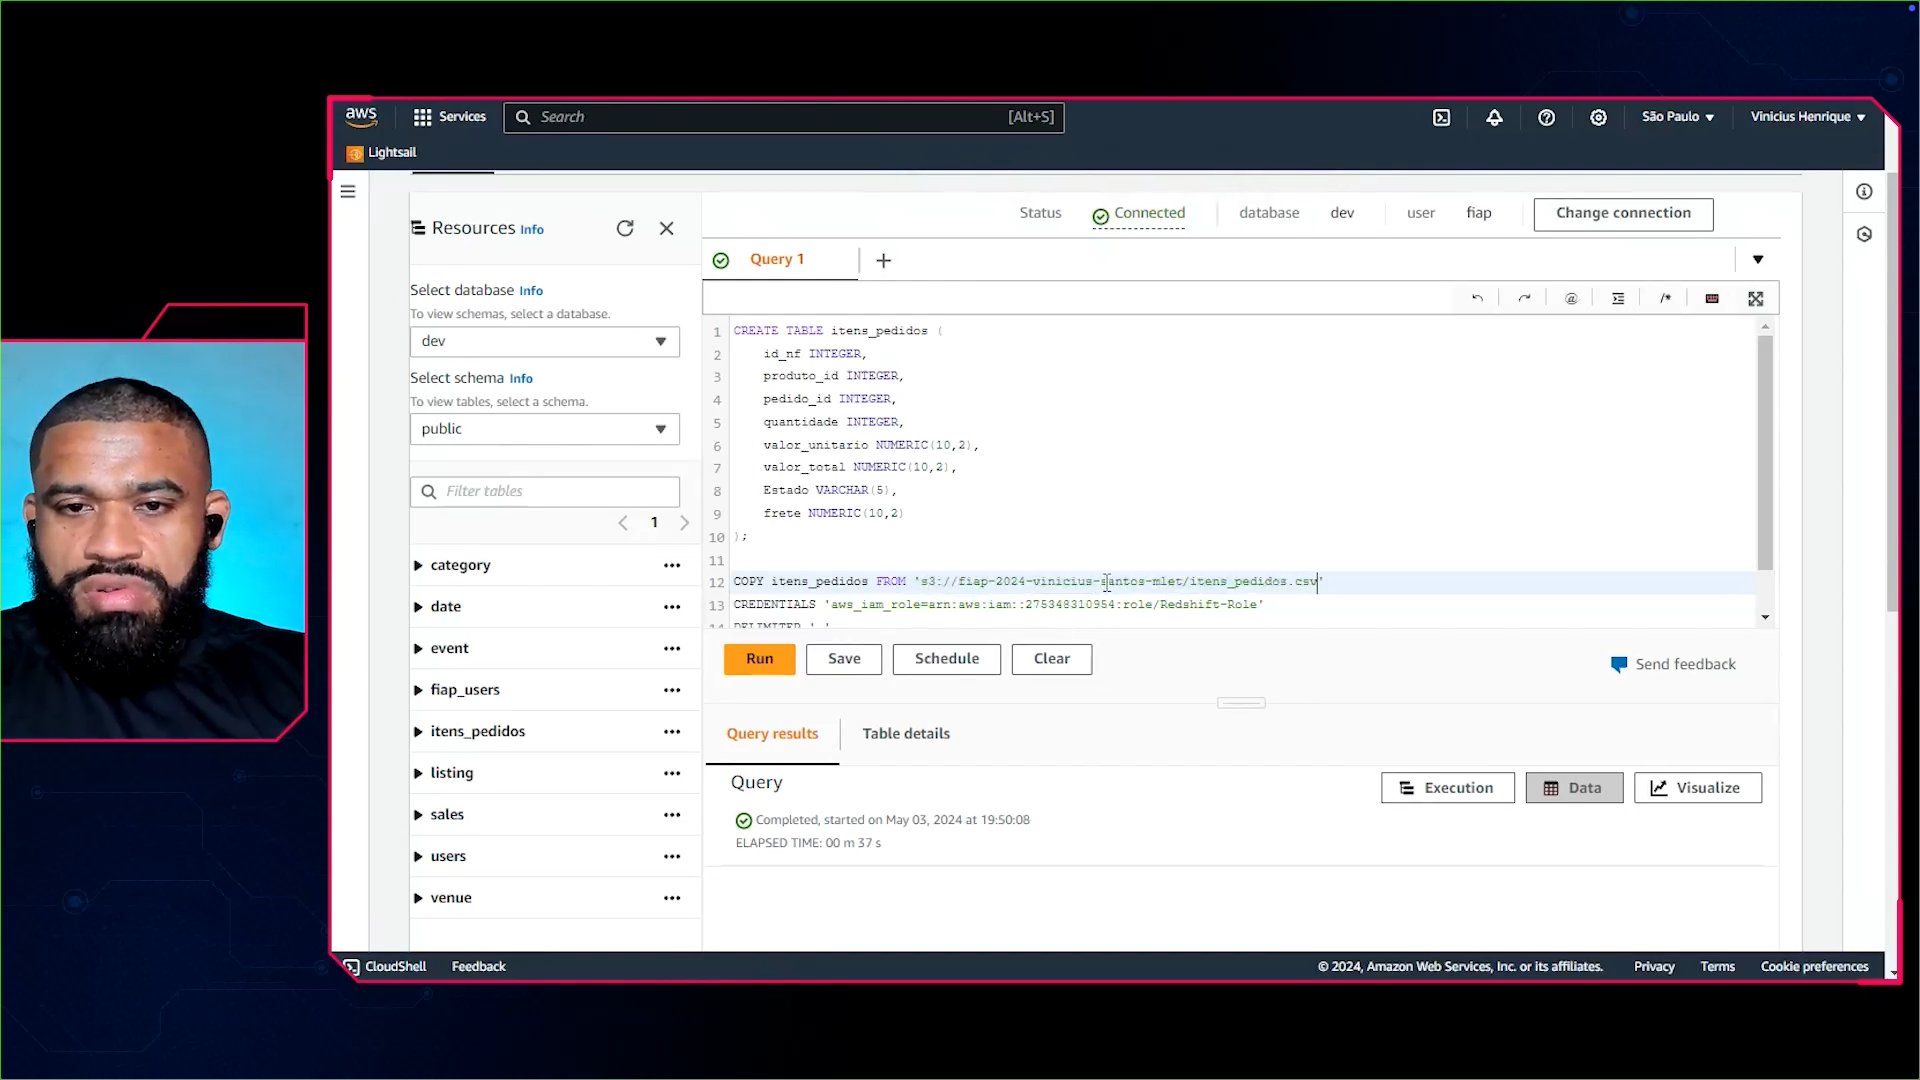 aws
Services
Search
[Alt+S]
São Paulo
Vinicius Henrique
Lightsail
Resources Info
Status
Connected
database
dev
user
fiap
Change connection
Query 1
Select database Info
To view schemas, select a database.
dev
Select schema Info
To view tables, select a schema.
public
Filter tables
1
category
date
event
fiap_users
itens_pedidos
listing
sales
users
venue
1 CREATE TABLE itens_pedidos (
2 id_nf INTEGER,
3 produto_id INTEGER,
4 pedido_id INTEGER,
5 quantidade INTEGER,
6 valor_unitario NUMERIC(10,2),
7 valor_total NUMERIC(10,2),
8 Estado VARCHAR(5),
9 frete NUMERIC(10,2)
10 );
11
12 COPY itens_pedidos FROM 's3://fiap-2024-vinicius-santos-mlet/itens_pedidos.csv'
13 CREDENTIALS 'aws_iam_role=arn:aws:iam::275348310954:role/Redshift-Role'
14 DELIMITER
Run
Save
Schedule
Clear
Send feedback
Query results
Table details
Query
Execution
Data
Visualize
Completed, started on May 03, 2024 at 19:50:08
ELAPSED TIME: 00 m 37 s
CloudShell
Feedback
© 2024, Amazon Web Services, Inc. or its affiliates.
Privacy
Terms
Cookie preferences